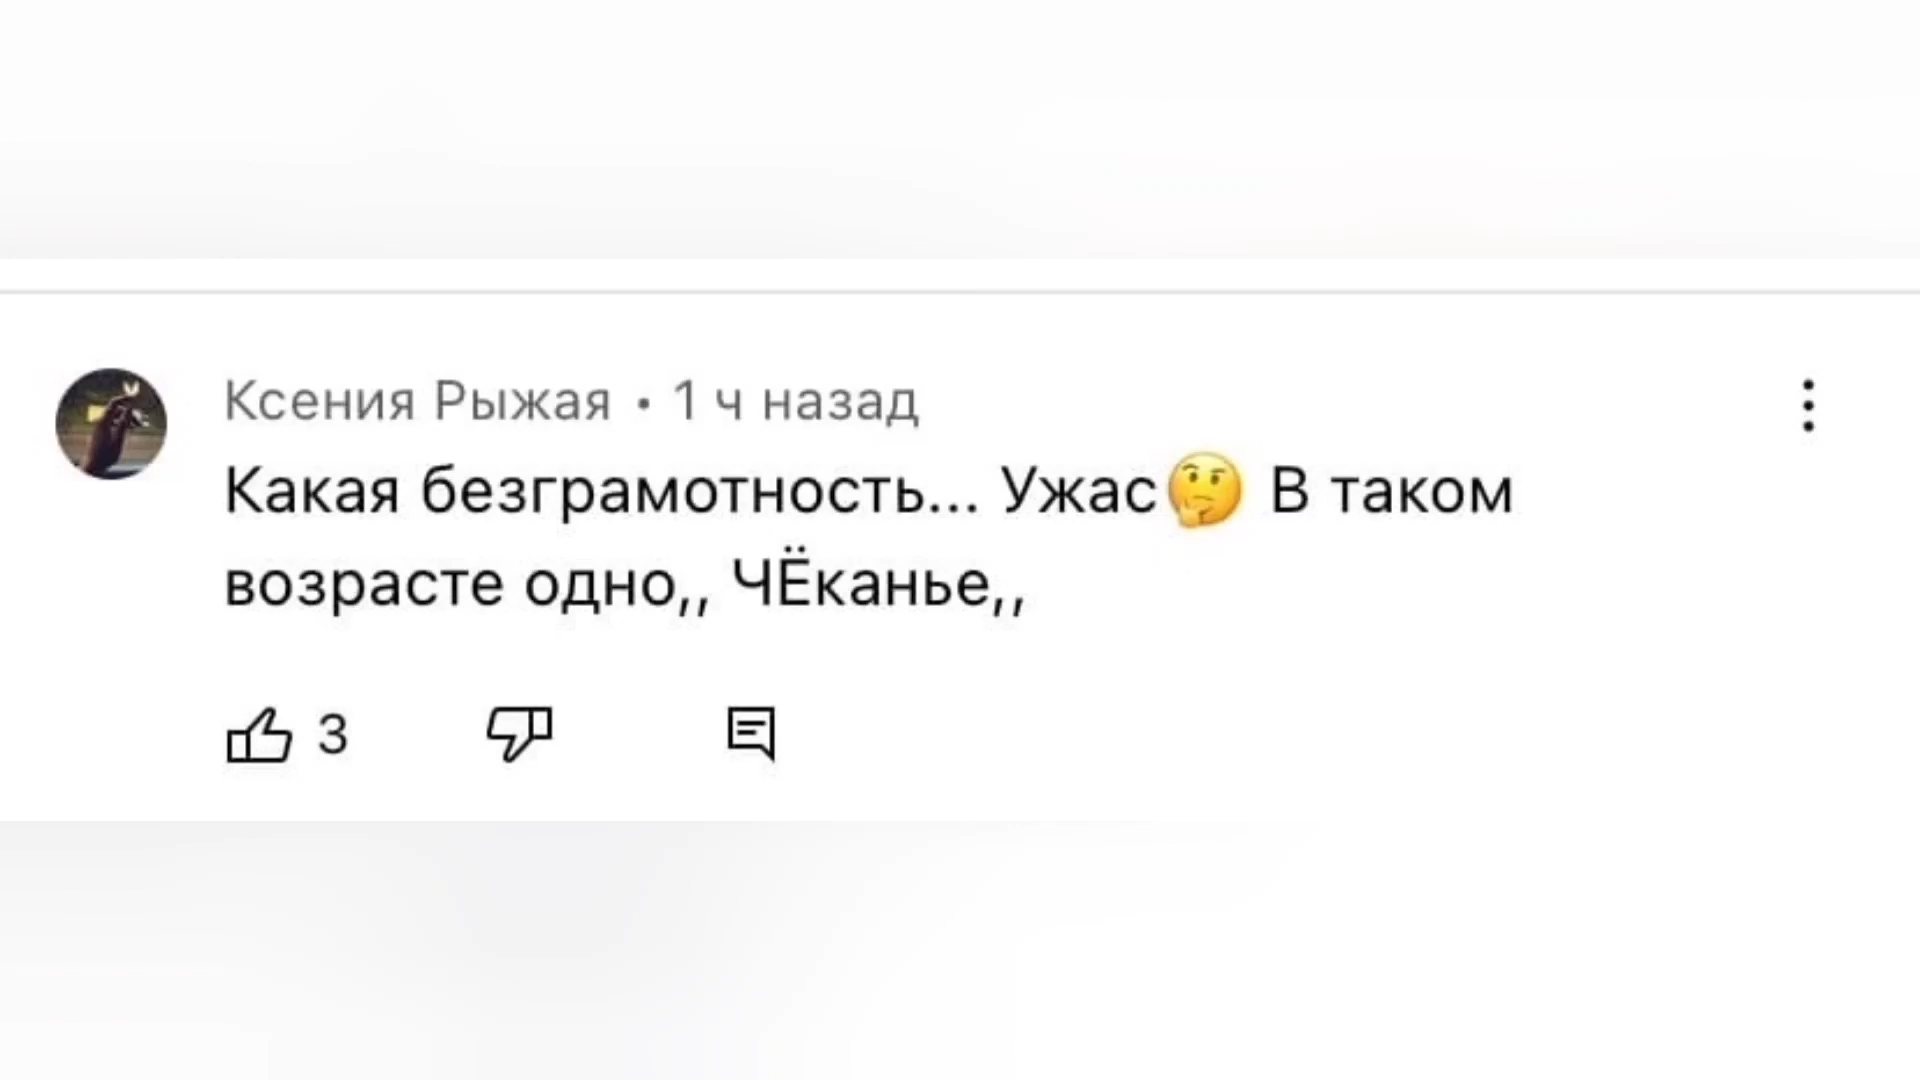 Ксения Рыжая • 1 ч назад
Какая безграмотность... Ужас🤔 В таком
возрасте одно,, ЧЁканье,,
3